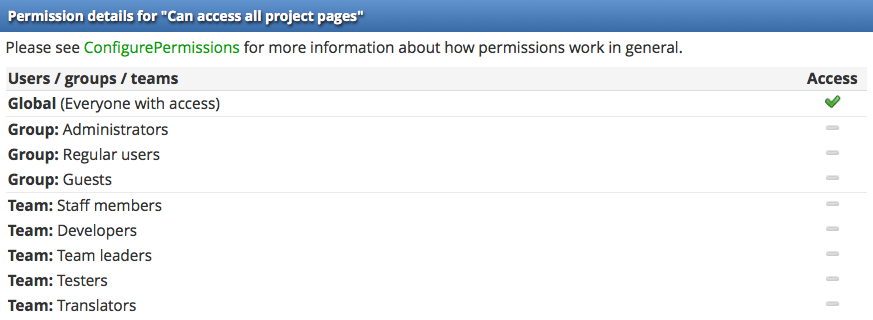 Permission details for "Can access all project pages"
Please see ConfigurePermissions for more information about how permissions work in general.
Users / groups / teams Access
Global (Everyone with access)
Group: Administrators
Group: Regular users
Group: Guests
Team: Staff members
Team: Developers
Team: Team leaders
Team: Testers
Team: Translators